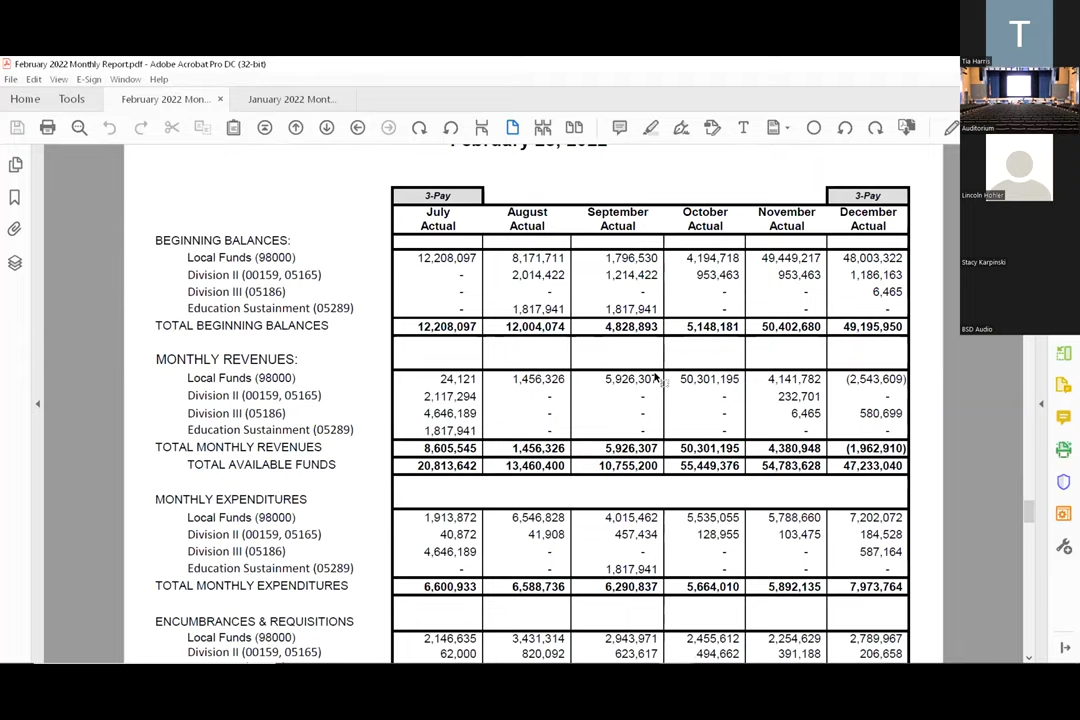 February 2022 Monthly Report.pdf - Adobe Acrobat Pro DC (32-bit)
File Edit View E-Sign Window Help
Home Tools February 2022 Mon... × January 2022 Mont...
3-Pay 3-Pay
July August September October November December
Actual Actual Actual Actual Actual Actual
BEGINNING BALANCES:
Local Funds (98000) 12,208,097 8,171,711 1,796,530 4,194,718 49,449,217 48,003,322
Division II (00159, 05165) - 2,014,422 1,214,422 953,463 953,463 1,186,163
Division III (05186) - - - - - 6,465
Education Sustainment (05289) - 1,817,941 1,817,941 - - -
TOTAL BEGINNING BALANCES 12,208,097 12,004,074 4,828,893 5,148,181 50,402,680 49,195,950
MONTHLY REVENUES:
Local Funds (98000) 24,121 1,456,326 5,926,307 50,301,195 4,141,782 (2,543,609)
Division II (00159, 05165) 2,117,294 - - - 232,701 -
Division III (05186) 4,646,189 - - - 6,465 580,699
Education Sustainment (05289) 1,817,941 - - - - -
TOTAL MONTHLY REVENUES 8,605,545 1,456,326 5,926,307 50,301,195 4,380,948 (1,962,910)
TOTAL AVAILABLE FUNDS 20,813,642 13,460,400 10,755,200 55,449,376 54,783,628 47,233,040
MONTHLY EXPENDITURES
Local Funds (98000) 1,913,872 6,546,828 4,015,462 5,535,055 5,788,660 7,202,072
Division II (00159, 05165) 40,872 41,908 457,434 128,955 103,475 184,528
Division III (05186) 4,646,189 - - - - 587,164
Education Sustainment (05289) - - 1,817,941 - - -
TOTAL MONTHLY EXPENDITURES 6,600,933 6,588,736 6,290,837 5,664,010 5,892,135 7,973,764
ENCUMBRANCES & REQUISITIONS
Local Funds (98000) 2,146,635 3,431,314 2,943,971 2,455,612 2,254,629 2,789,967
Division II (00159, 05165) 62,000 820,092 623,617 494,662 391,188 206,658
T
Tia Harris
Auditorium
Lincoln Hohler
Stacy Karpinski
BSD Audio